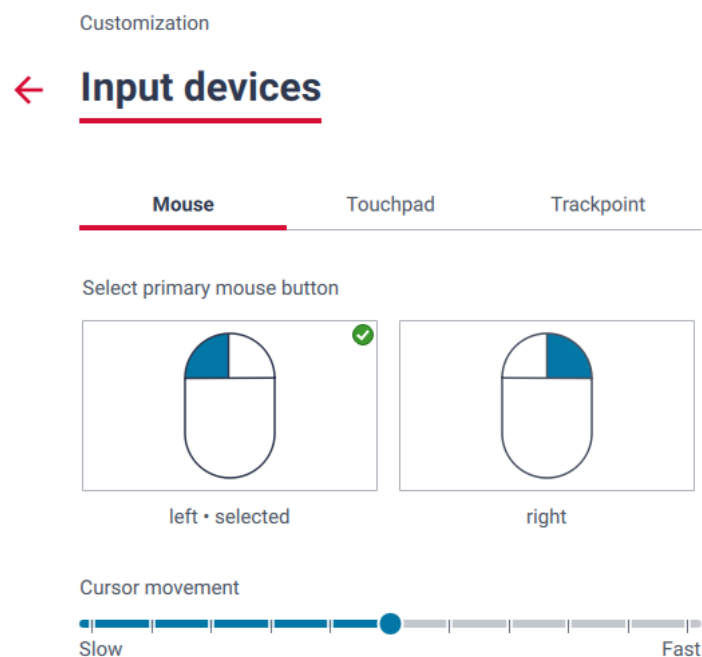 Customization
Input devices
Mouse Touchpad Trackpoint
Select primary mouse button
left • selected right
Cursor movement
Slow Fast